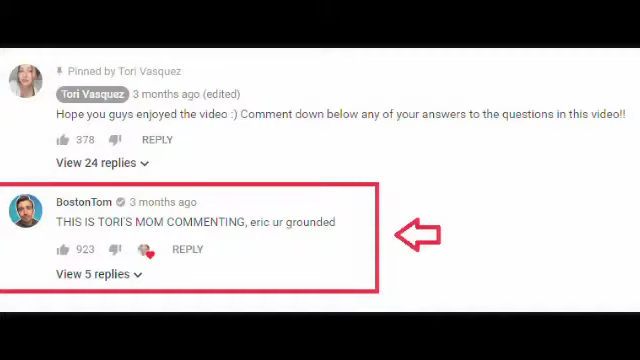 Pinned by Tori Vasquez
Tori Vasquez 3 months ago (edited)
Hope you guys enjoyed the video :) Comment down below any of your answers to the questions in this video!!
378 REPLY
View 24 replies
BostonTom 3 months ago
THIS IS TORI'S MOM COMMENTING, eric ur grounded
923 REPLY
View 5 replies